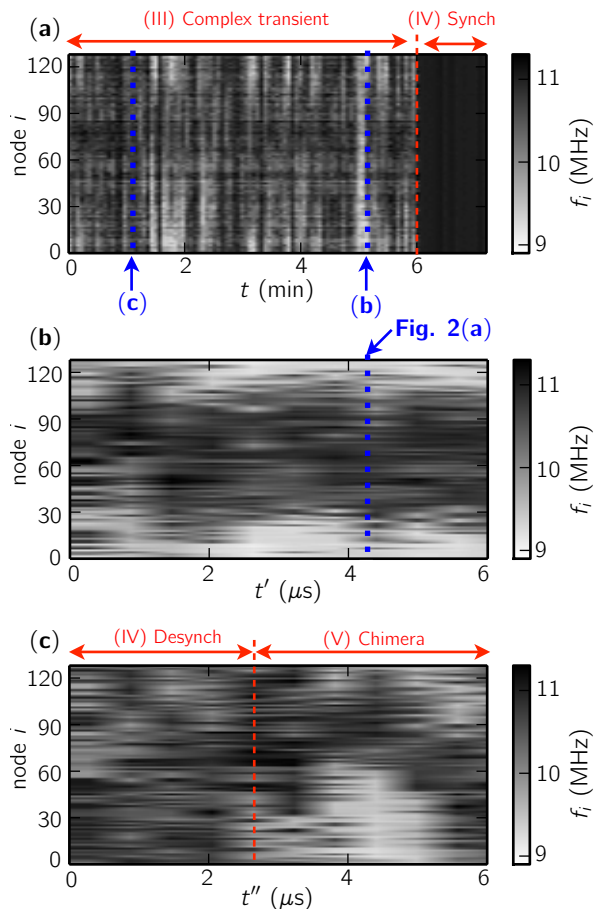 (III) Complex transient (IV) Synch
(a)
120
90
60
30
0
node i
0 2 4 6
t (min)
(c) (b)
11
10
9
f_i (MHz)
Fig. 2(a)
(b)
120
90
60
30
0
node i
0 2 4 6
t′ (μs)
11
10
9
f_i (MHz)
(IV) Desynch (V) Chimera
(c)
120
90
60
30
0
node i
0 2 4 6
t′′ (μs)
11
10
9
f_i (MHz)